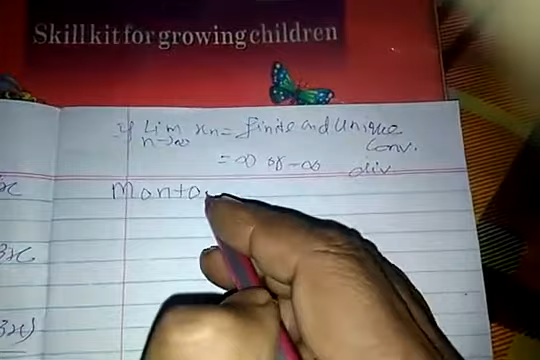 Skill kit for growing children
If Lim xn = finite and Unique
n→∞ Conv.
= ∞ or -∞ div.
Monto